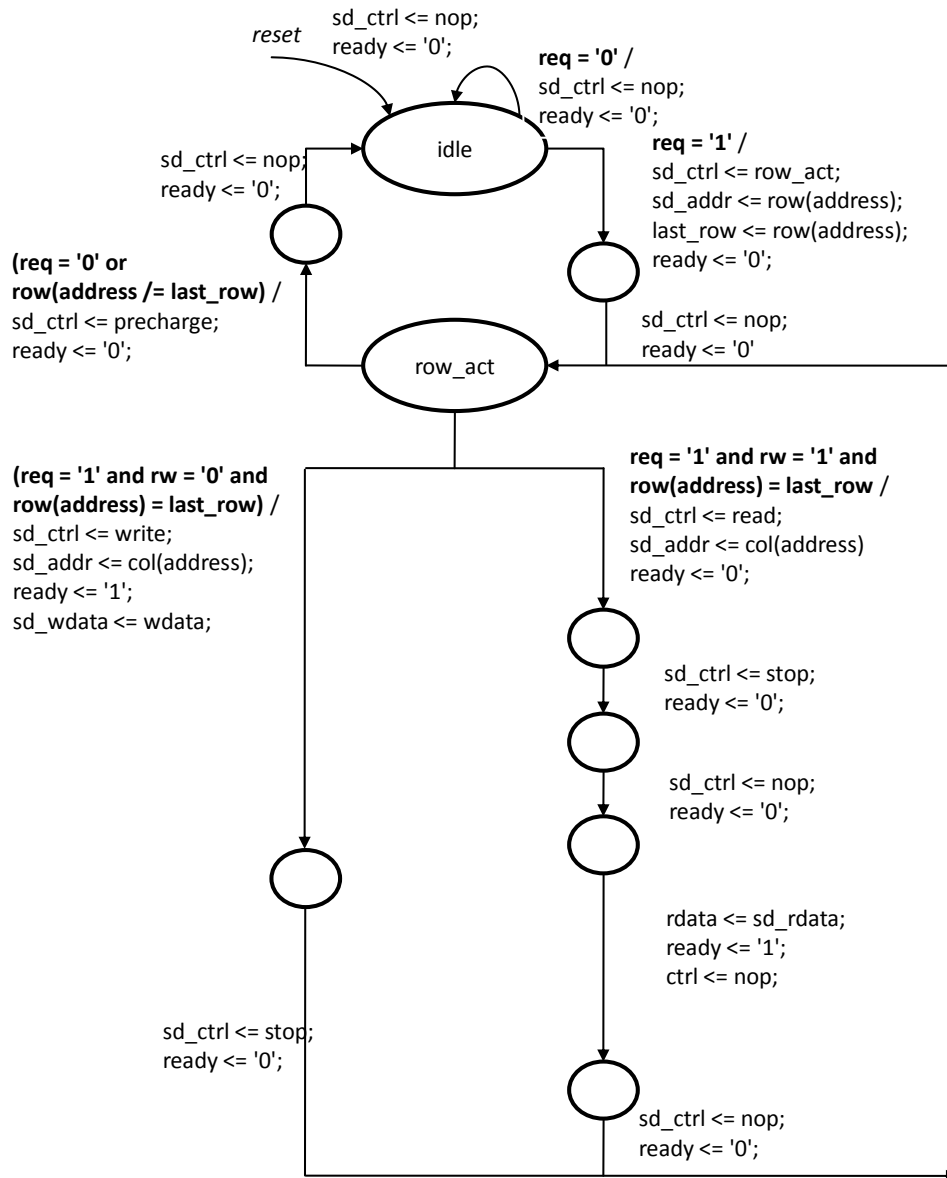 sd_ctrl <= nop;
reset
ready <= '0';
req = '0' /
sd_ctrl <= nop;
ready <= '0';
idle
req = '1' /
sd_ctrl <= row_act;
sd_addr <= row(address);
last_row <= row(address);
ready <= '0';
sd_ctrl <= nop;
ready <= '0';
(req = '0' or
row(address /= last_row) /
sd_ctrl <= precharge;
ready <= '0';
sd_ctrl <= nop;
ready <= '0'
row_act
(req = '1' and rw = '0' and
row(address) = last_row) /
sd_ctrl <= write;
sd_addr <= col(address);
ready <= '1';
sd_wdata <= wdata;
req = '1' and rw = '1' and
row(address) = last_row /
sd_ctrl <= read;
sd_addr <= col(address)
ready <= '0';
sd_ctrl <= stop;
ready <= '0';
sd_ctrl <= nop;
ready <= '0';
rdata <= sd_rdata;
ready <= '1';
ctrl <= nop;
sd_ctrl <= stop;
ready <= '0';
sd_ctrl <= nop;
ready <= '0';